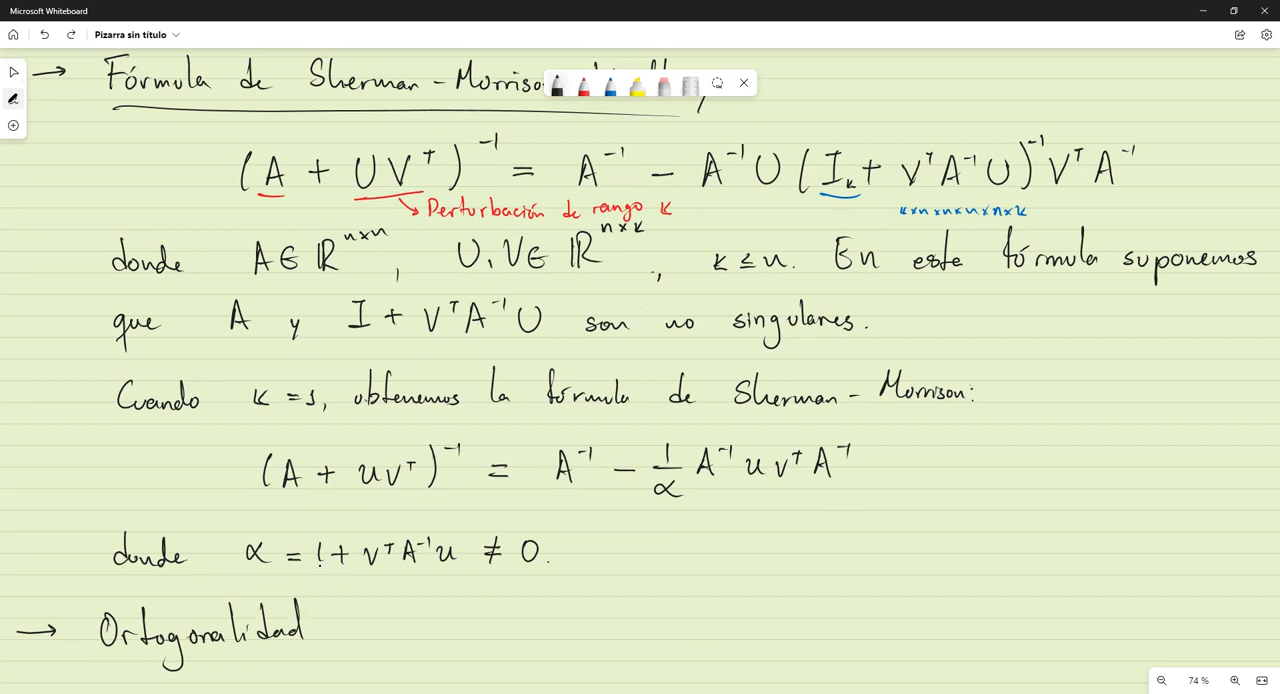 Microsoft Whiteboard
Pizarra sin título
→ Fórmula de Sherman - Morrison
(A + UVᵀ)⁻¹ = A⁻¹ - A⁻¹U(Iₖ + VᵀA⁻¹U)⁻¹VᵀA⁻¹
Perturbación de rango k
k×n×n×n×n×k
donde A ∈ ℝⁿˣⁿ, U, V ∈ ℝⁿˣᵏ, k ≤ n. En este fórmula suponemos
que A y I + VᵀA⁻¹U son no singulares.
Cuando k = 1, obtenemos la fórmula de Sherman - Morrison:
(A + uvᵀ)⁻¹ = A⁻¹ - 1/α A⁻¹uvᵀA⁻¹
donde α = 1 + vᵀA⁻¹u ≠ 0.
→ Ortogonalidad
74 %